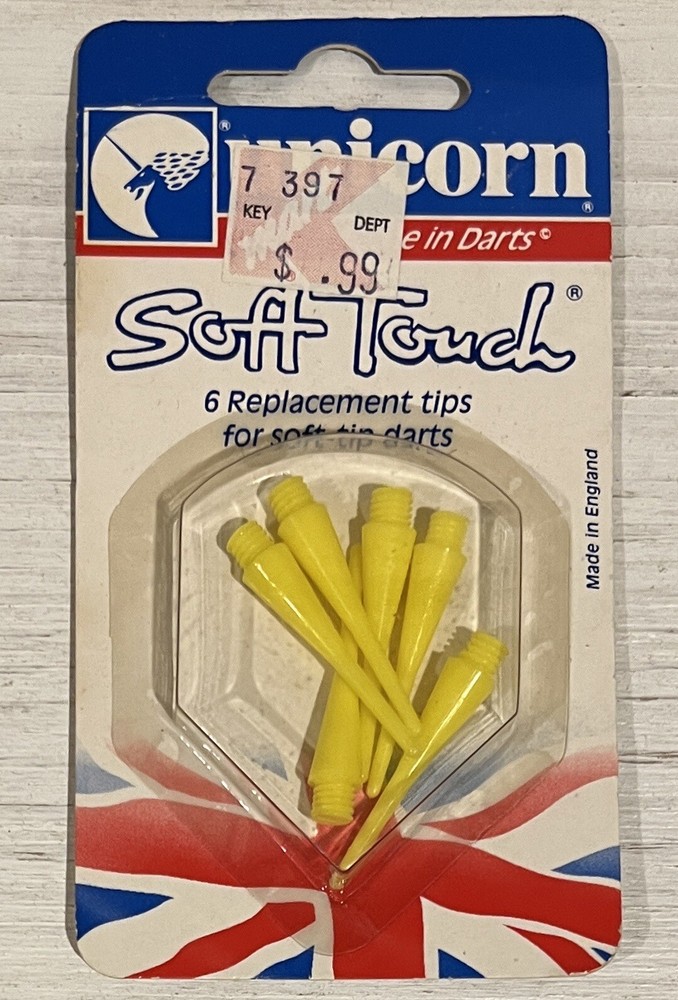 unicorn
®
®
7 397
KEY
DEPT
$ .99
e in Darts©
Soft Touch ®
6 Replacement tips
for soft-tip darts
Made in England